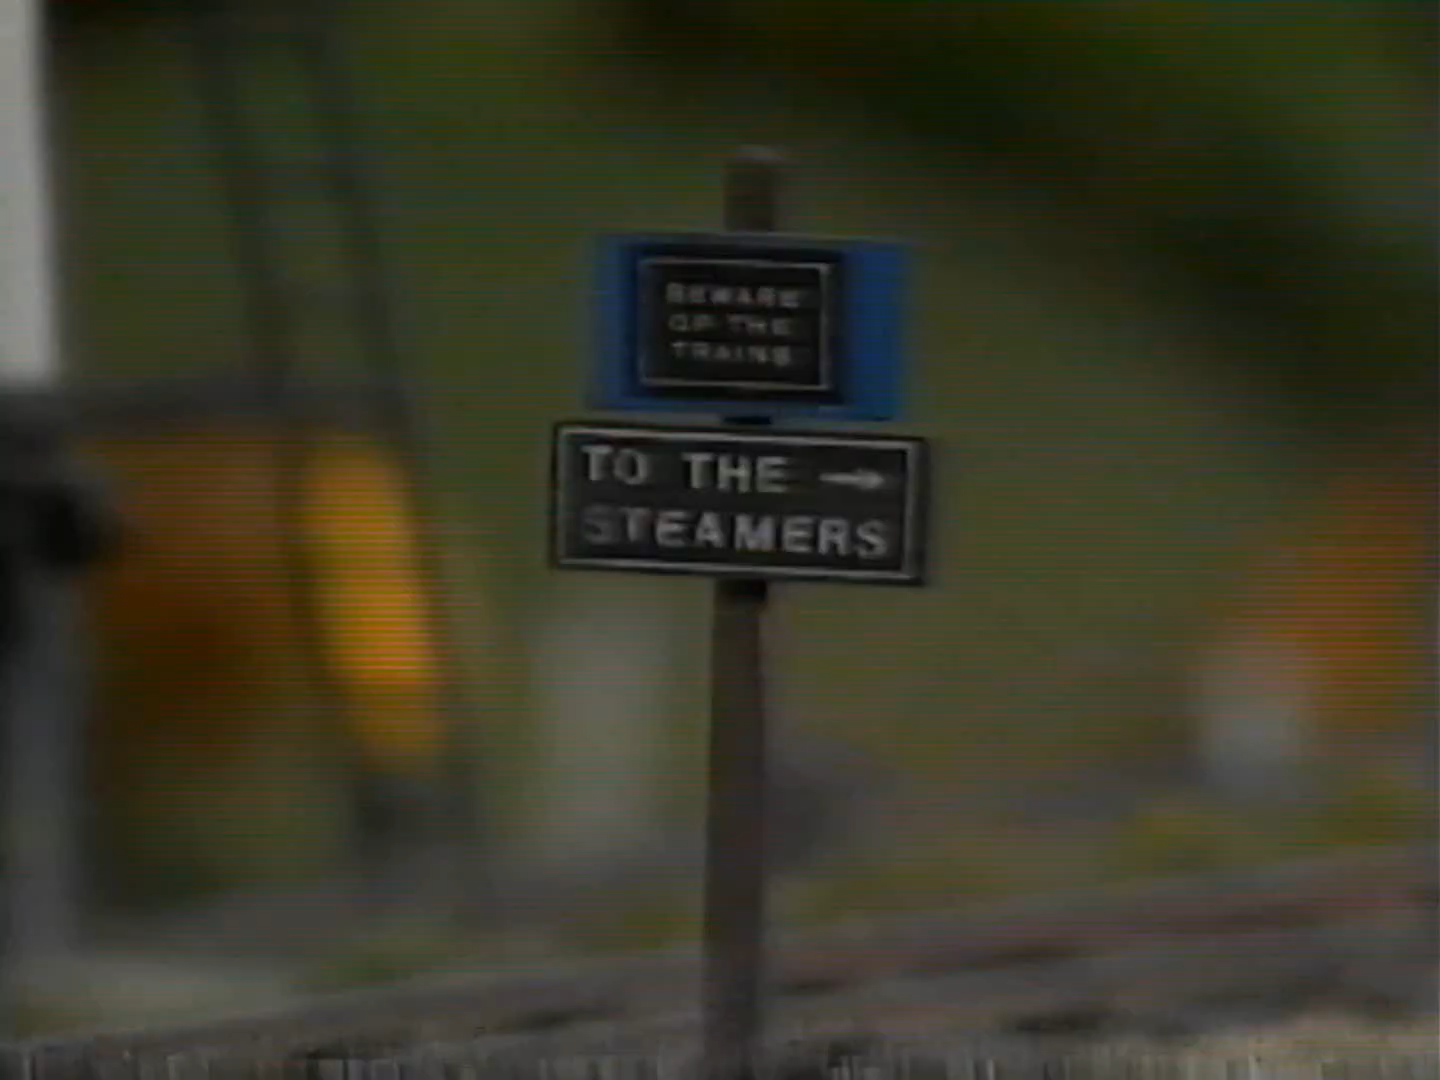 BEWARE
OF THE
TRAINS
TO THE →
STEAMERS